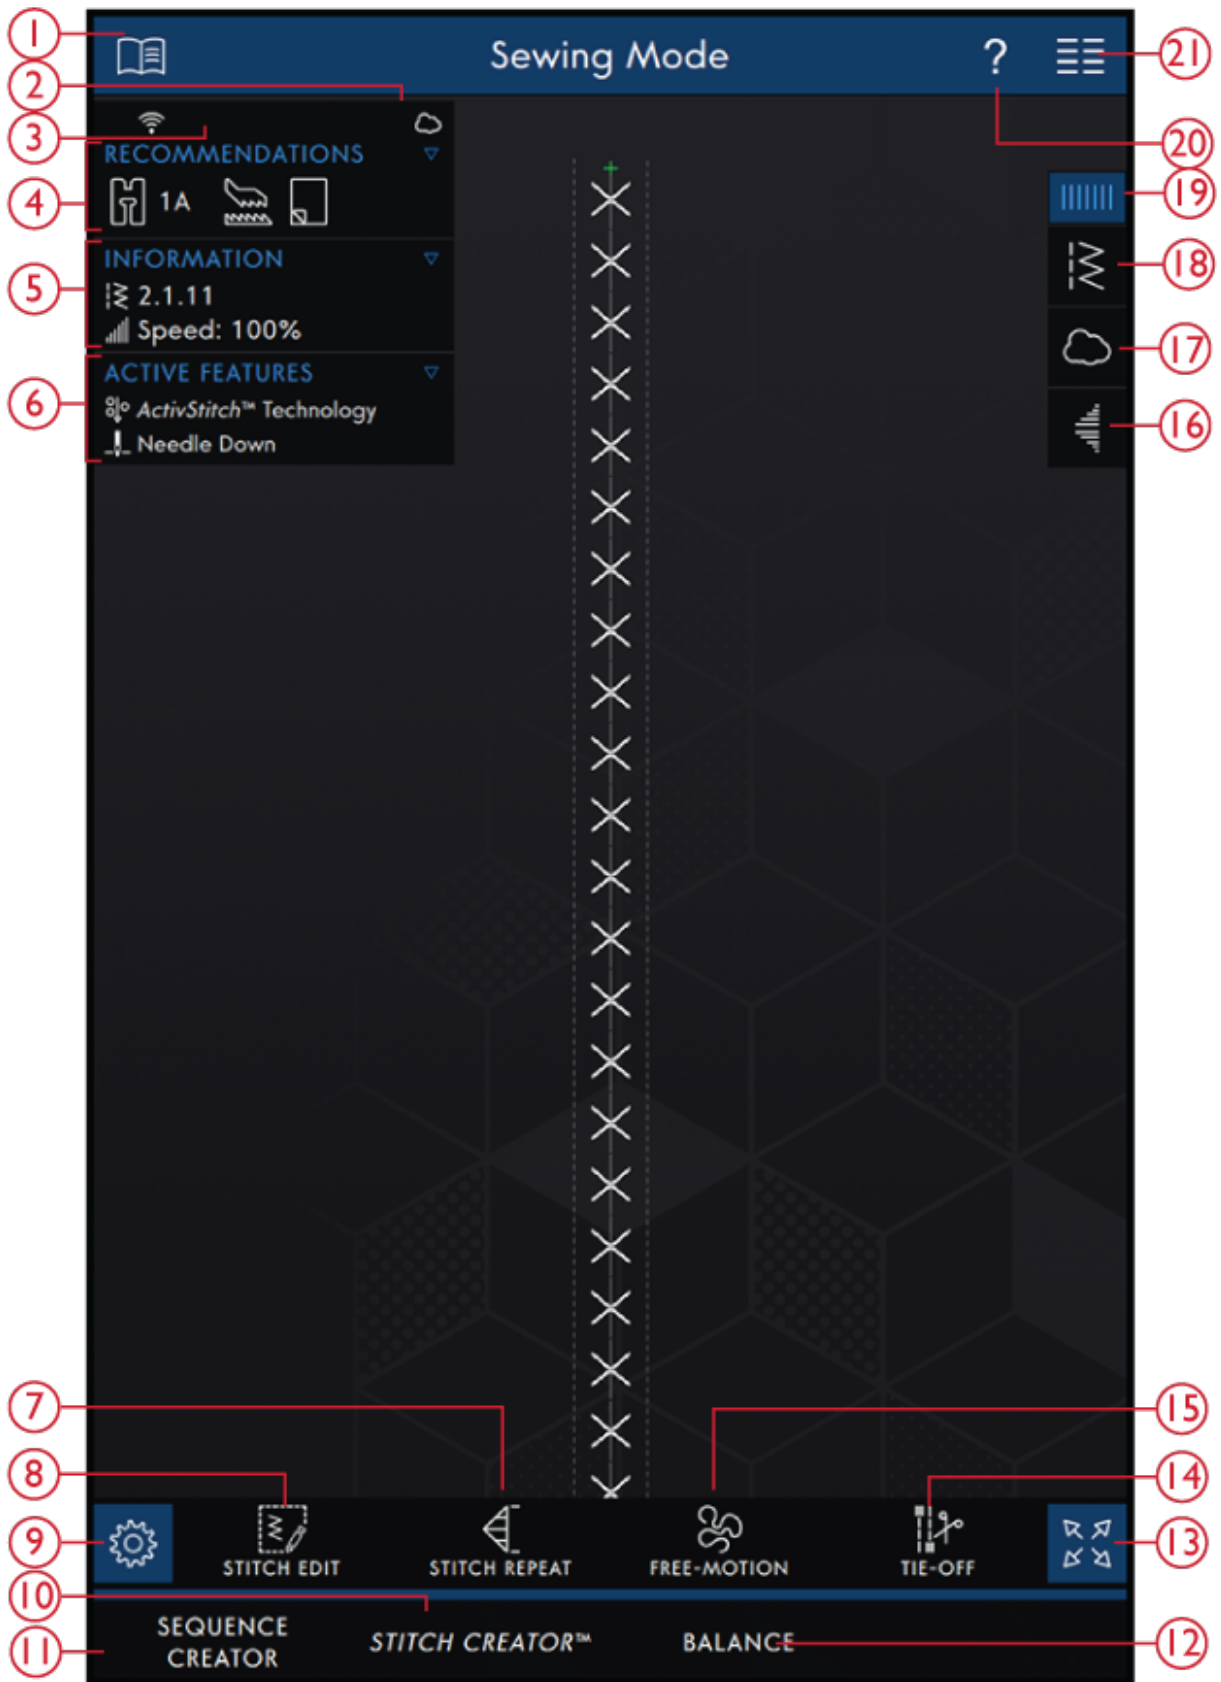 1
Sewing Mode
?
21
2
3
20
RECOMMENDATIONS
4
1A
19
INFORMATION
18
5
2.1.11
Speed: 100%
17
ACTIVE FEATURES
6
ActivStitch™ Technology
16
Needle Down
7
15
8
14
9
13
STITCH EDIT
STITCH REPEAT
FREE-MOTION
TIE-OFF
10
SEQUENCE
CREATOR
STITCH CREATOR™
BALANCE
11
12